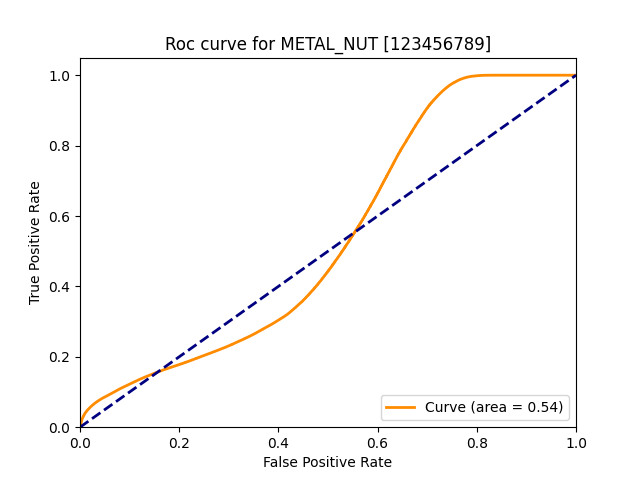 Roc curve for METAL_NUT [123456789]
1.0
0.8
0.6
0.4
0.2
0.0
True Positive Rate
Curve (area = 0.54)
0.0 0.2 0.4 0.6 0.8 1.0
False Positive Rate